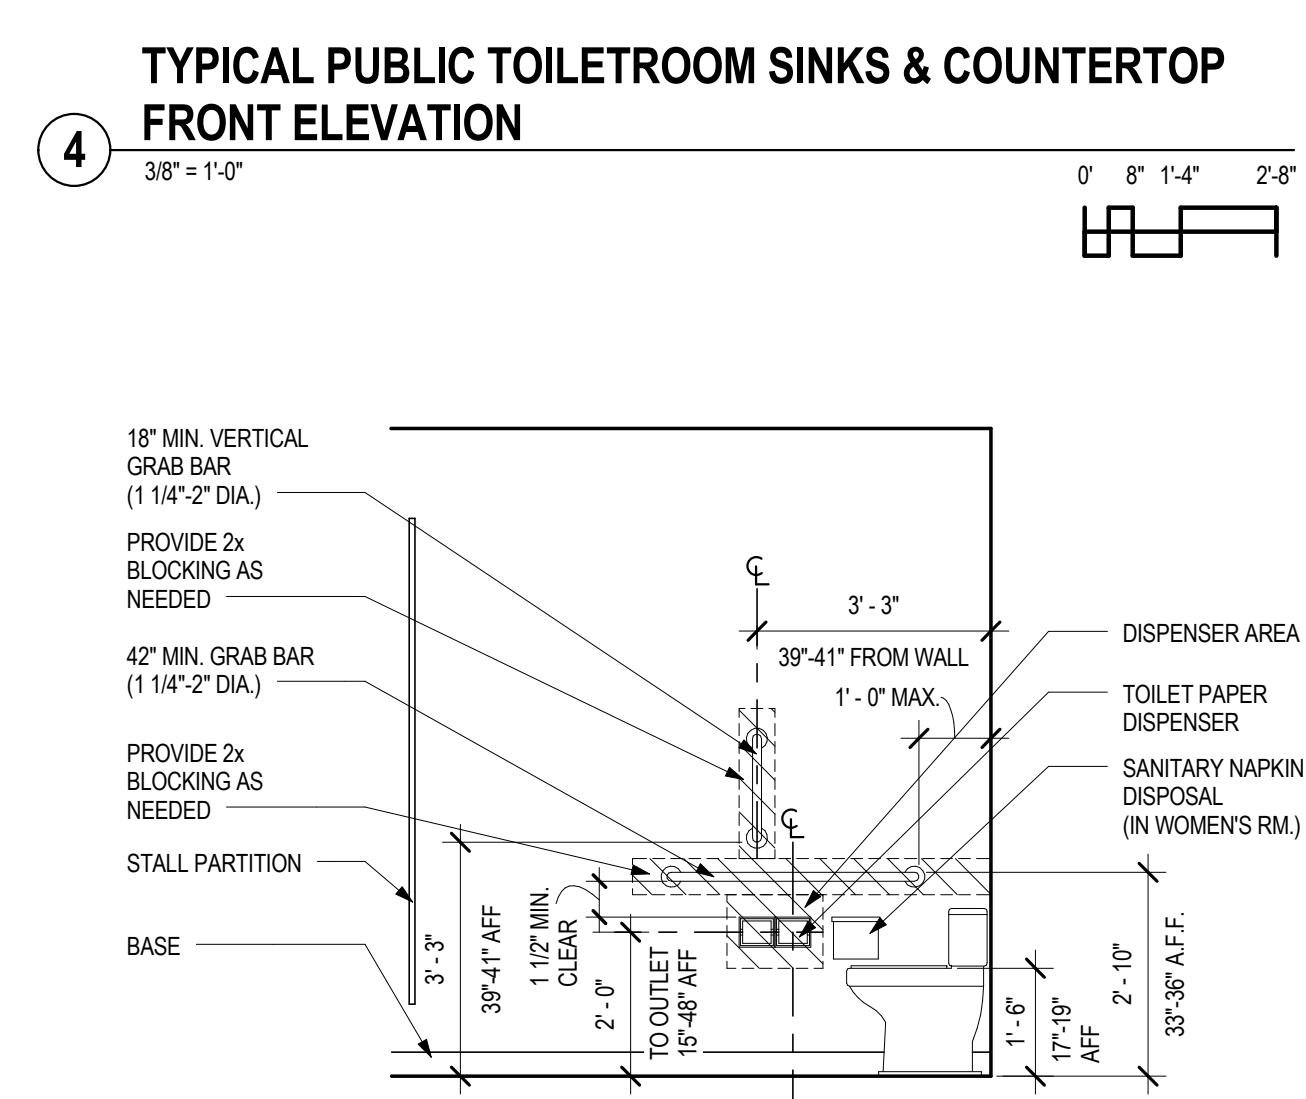 TYPICAL PUBLIC TOILETROOM SINKS & COUNTERTOP
FRONT ELEVATION
4
3/8" = 1'-0"
0' 8" 1'-4" 2'-8"
18" MIN. VERTICAL
GRAB BAR
(1 1/4"-2" DIA.)
PROVIDE 2x
BLOCKING AS
NEEDED
42" MIN. GRAB BAR
(1 1/4"-2" DIA.)
PROVIDE 2x
BLOCKING AS
NEEDED
STALL PARTITION
BASE
℄
3' - 3"
39"-41" FROM WALL
1' - 0" MAX.
℄
DISPENSER AREA
TOILET PAPER
DISPENSER
SANITARY NAPKIN
DISPOSAL
(IN WOMEN'S RM.)
3' - 3"
39"-41" AFF
1 1/2" MIN.
CLEAR
2' - 0"
TO OUTLET
15"-48" AFF
1' - 6"
17"-19"
AFF
2' - 10"
33"-36" A.F.F.